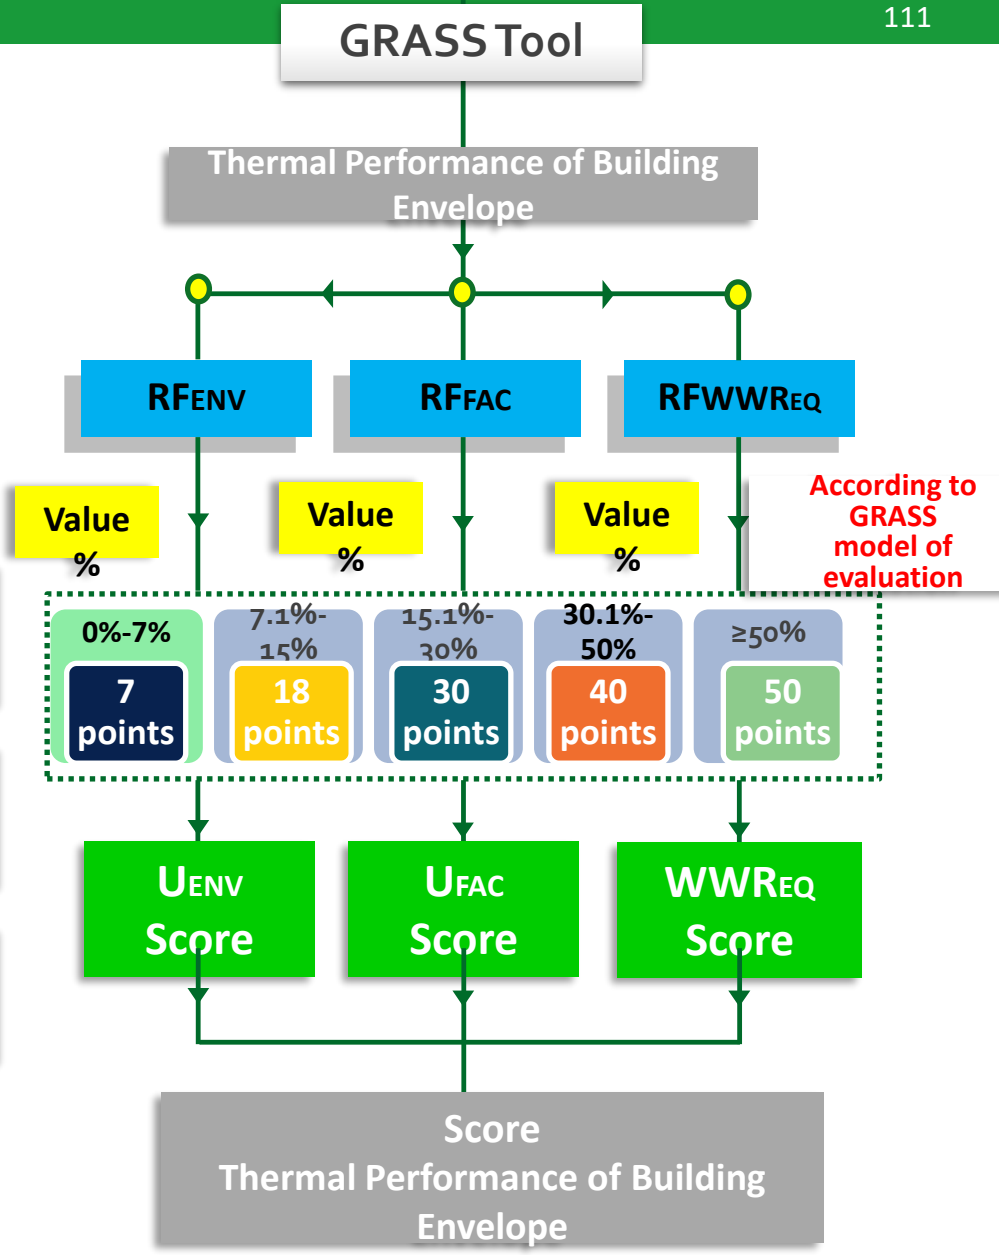 111
GRASS Tool
Thermal Performance of Building
Envelope
RFENV
RFFAC
RFWWREQ
Value
%
Value
%
Value
%
According to
GRASS
model of
evaluation
0%-7%
7
points
7.1%-
15%
18
points
15.1%-
30%
30
points
30.1%-
50%
40
points
≥50%
50
points
UENV
Score
UFAC
Score
WWREQ
Score
Score
Thermal Performance of Building
Envelope